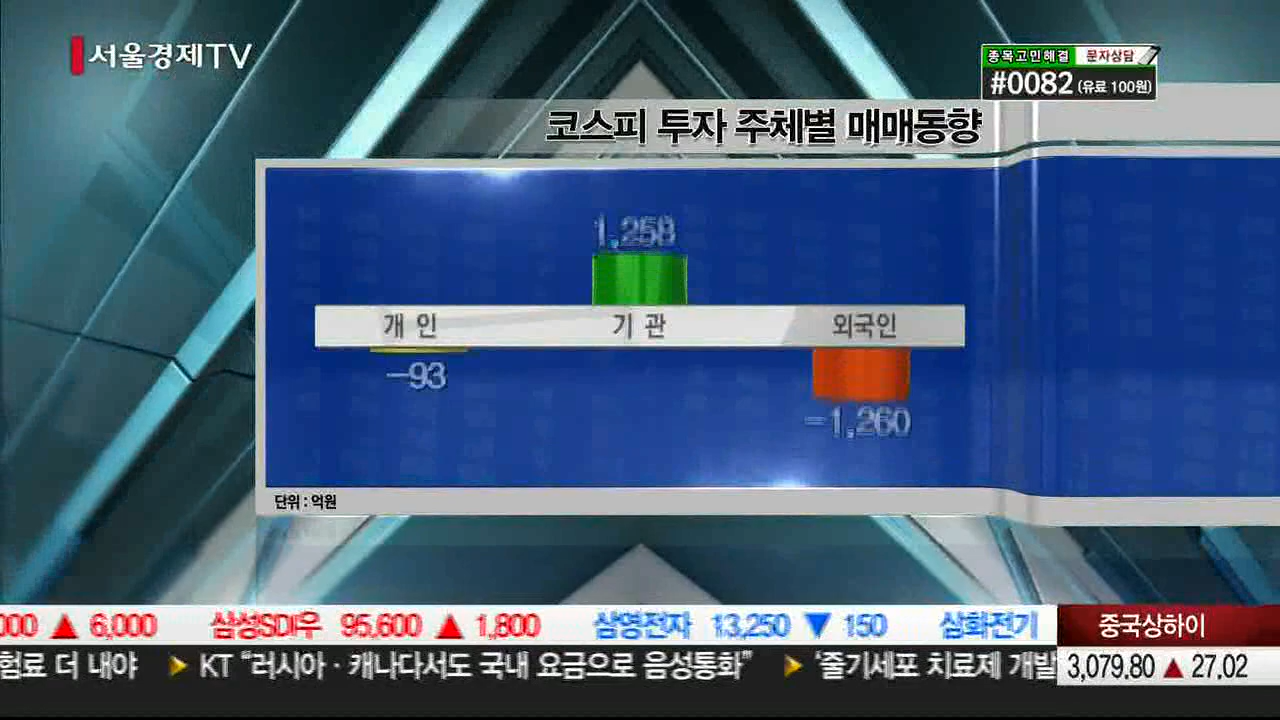 서울경제TV
종목고민해결 문자상담
#0082 (유료 100원)
코스피 투자 주체별 매매동향
1,258
개 인 기 관 외국인
-93
-1,260
단위 : 억원
000 ▲ 6,000 삼성SDI우 95,600 ▲ 1,800 삼영전자 13,250 ▼ 150 삼화전기
중국상하이
험료 더 내야 ▶ KT “러시아·캐나다서도 국내 요금으로 음성통화” ▶ ‘줄기세포 치료제 개발
3,079.80 ▲ 27.02